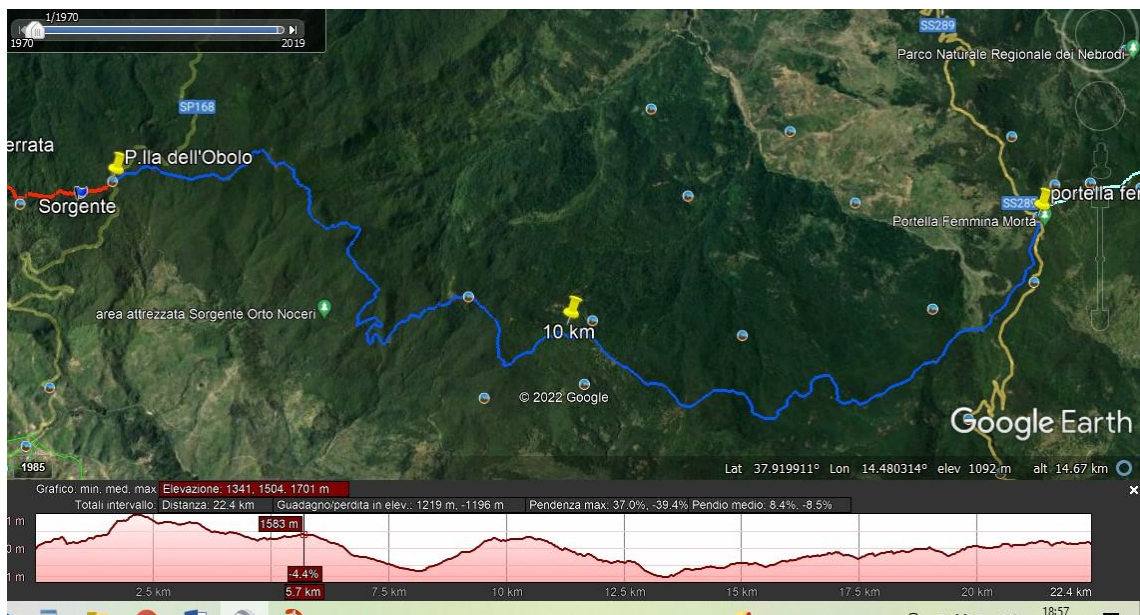 1/1970
1970
2019
SS289
Parco Naturale Regionale dei Nebrodi
SP168
errata
P.lla dell'Obolo
Sorgente
SS289
portella fer
Portella Femmina Morta
area attrezzata Sorgente Orto Noceri
10 km
© 2022 Google
Google Earth
1985
Lat 37.919911° Lon 14.480314° elev 1092 m alt 14.67 km
Grafico: min. med. max Elevazione: 1341, 1504, 1701 m
Totali intervallo: Distanza: 22.4 km Guadagno/perdita in elev.: 1219 m, -1196 m Pendenza max: 37.0%, -39.4% Pendio medio: 8.4%, -8.5%
1 m
1583 m
0 m
1 m
-4.4%
2.5 km 5.7 km 7.5 km 10 km 12.5 km 15 km 17.5 km 20 km 22.4 km
18:57